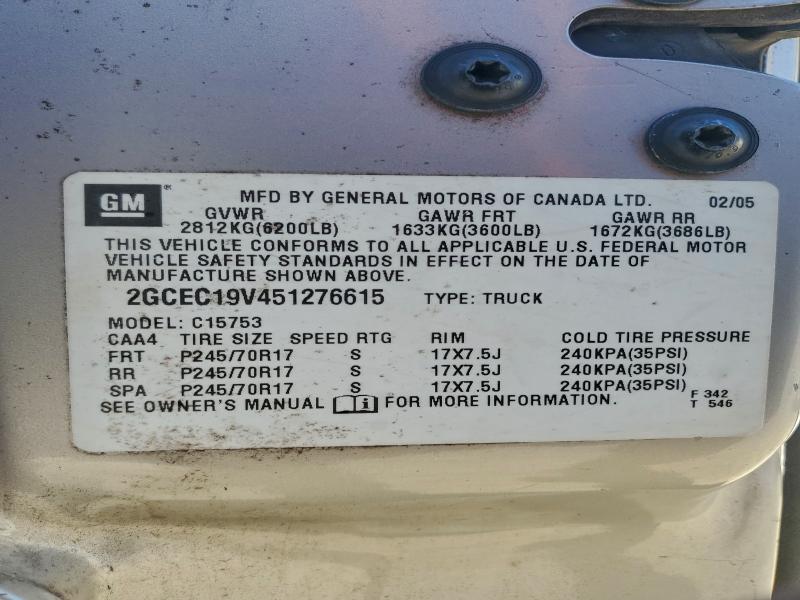 GM ® MFD BY GENERAL MOTORS OF CANADA LTD. 02/05
GVWR GAWR FRT GAWR RR
2812KG(6200LB) 1633KG(3600LB) 1672KG(3686LB)
THIS VEHICLE CONFORMS TO ALL APPLICABLE U.S. FEDERAL MOTOR
VEHICLE SAFETY STANDARDS IN EFFECT ON THE DATE OF
MANUFACTURE SHOWN ABOVE.
2GCEC19V451276615 TYPE: TRUCK
MODEL: C15753
CAA4 TIRE SIZE SPEED RTG RIM COLD TIRE PRESSURE
FRT P245/70R17 S 17X7.5J 240KPA(35PSI)
RR P245/70R17 S 17X7.5J 240KPA(35PSI)
SPA P245/70R17 S 17X7.5J 240KPA(35PSI)
SEE OWNER'S MANUAL i FOR MORE INFORMATION. F 342
T 546